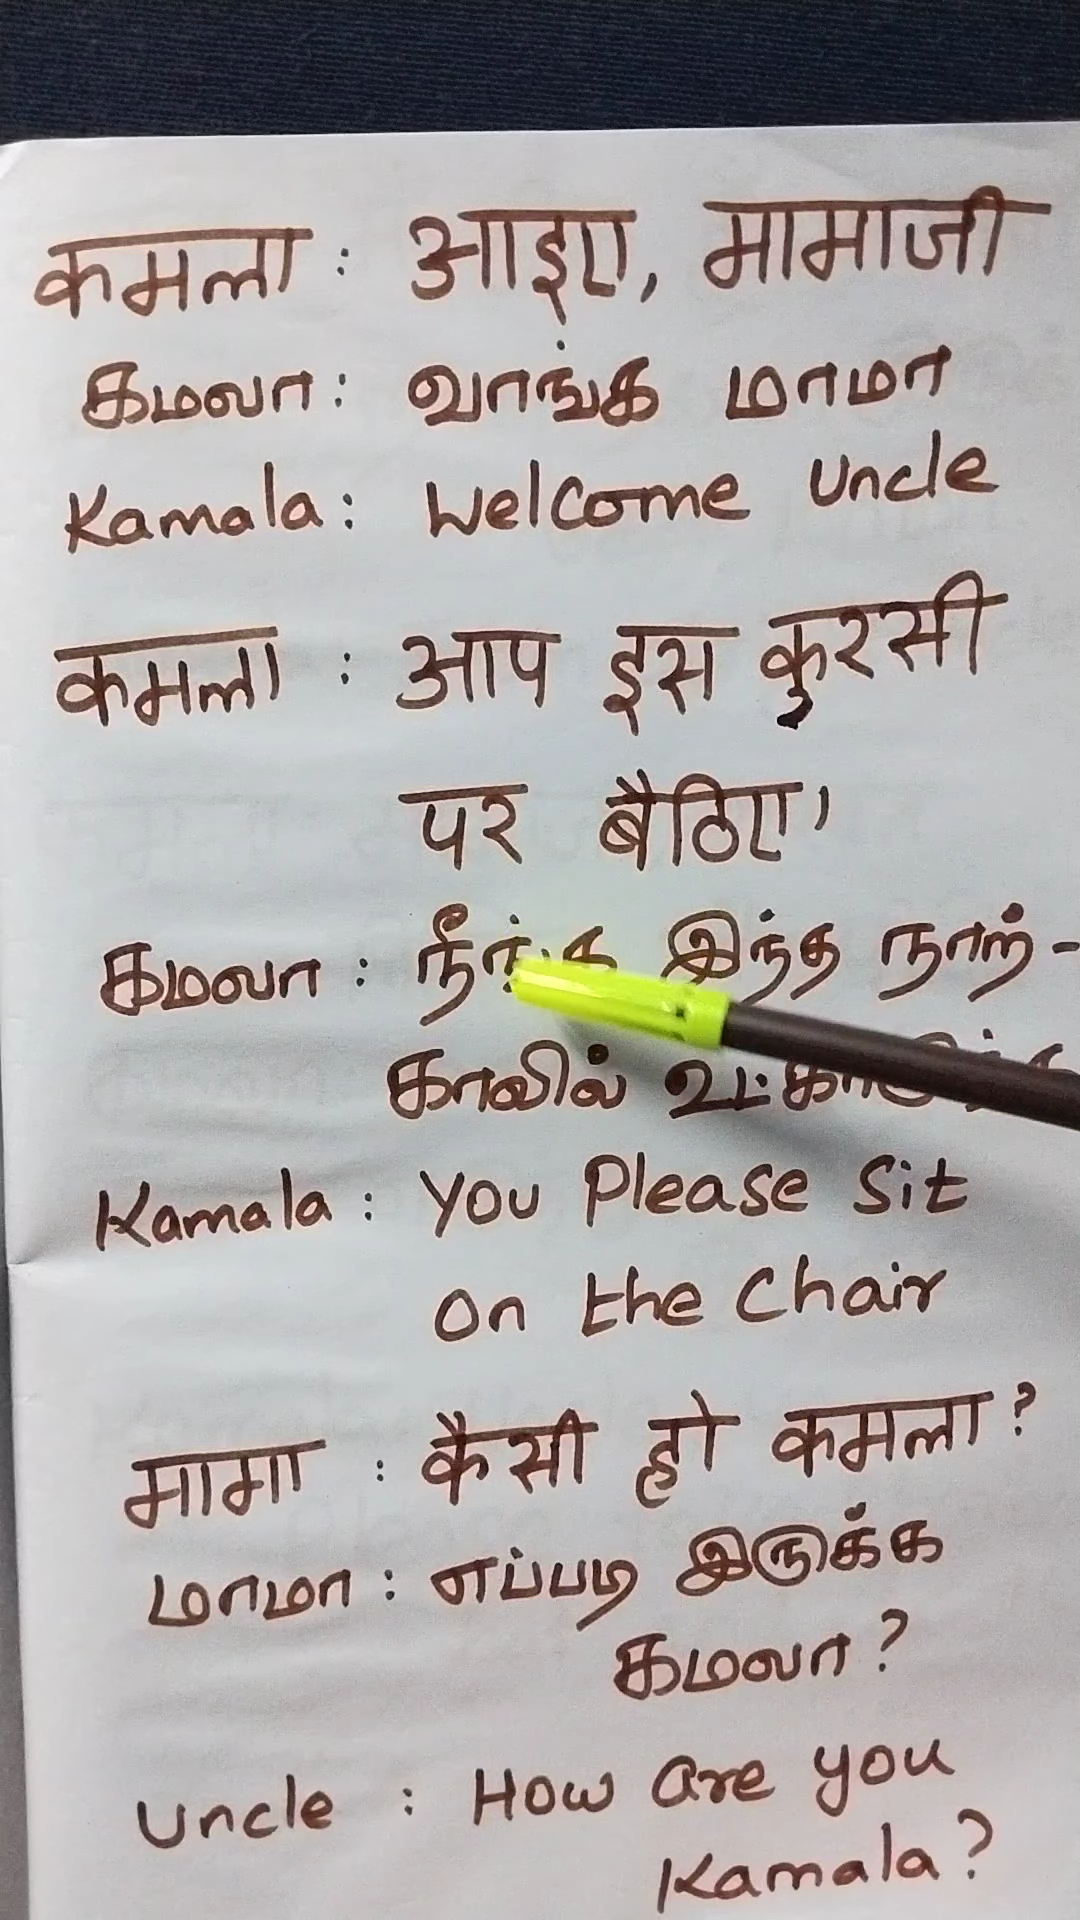 कमला : आइए, मामाजी
கமலா : வாங்க மாமா
Kamala : Welcome Uncle
कमला : आप इस कुरसी
पर बैठिए,
கமலா : இந்த நாற்-
காலில்
Kamala : You Please Sit
on the Chair
मामा : कैसी हो कमला?
மாமா : எப்படி இருக்க
கமலா?
Uncle : How are you
Kamala?